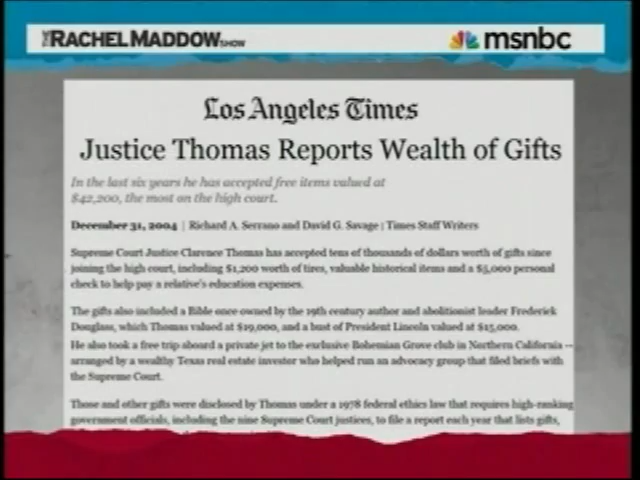 THE RACHEL MADDOW SHOW
msnbc
Los Angeles Times
Justice Thomas Reports Wealth of Gifts
In the last six years he has accepted free items valued at
$42,200, the most on the high court.
December 31, 2004 | Richard A. Serrano and David G. Savage | Times Staff Writers
Supreme Court Justice Clarence Thomas has accepted tens of thousands of dollars worth of gifts since
joining the high court, including $1,200 worth of tires, valuable historical items and a $5,000 personal
check to help pay a relative's education expenses.
The gifts also included a Bible once owned by the 19th century author and abolitionist leader Frederick
Douglass, which Thomas valued at $19,000, and a bust of President Lincoln valued at $15,000.
He also took a free trip aboard a private jet to the exclusive Bohemian Grove club in Northern California --
arranged by a wealthy Texas real estate investor who helped run an advocacy group that filed briefs with
the Supreme Court.
Those and other gifts were disclosed by Thomas under a 1978 federal ethics law that requires high-ranking
government officials, including the nine Supreme Court justices, to file a report each year that lists gifts,